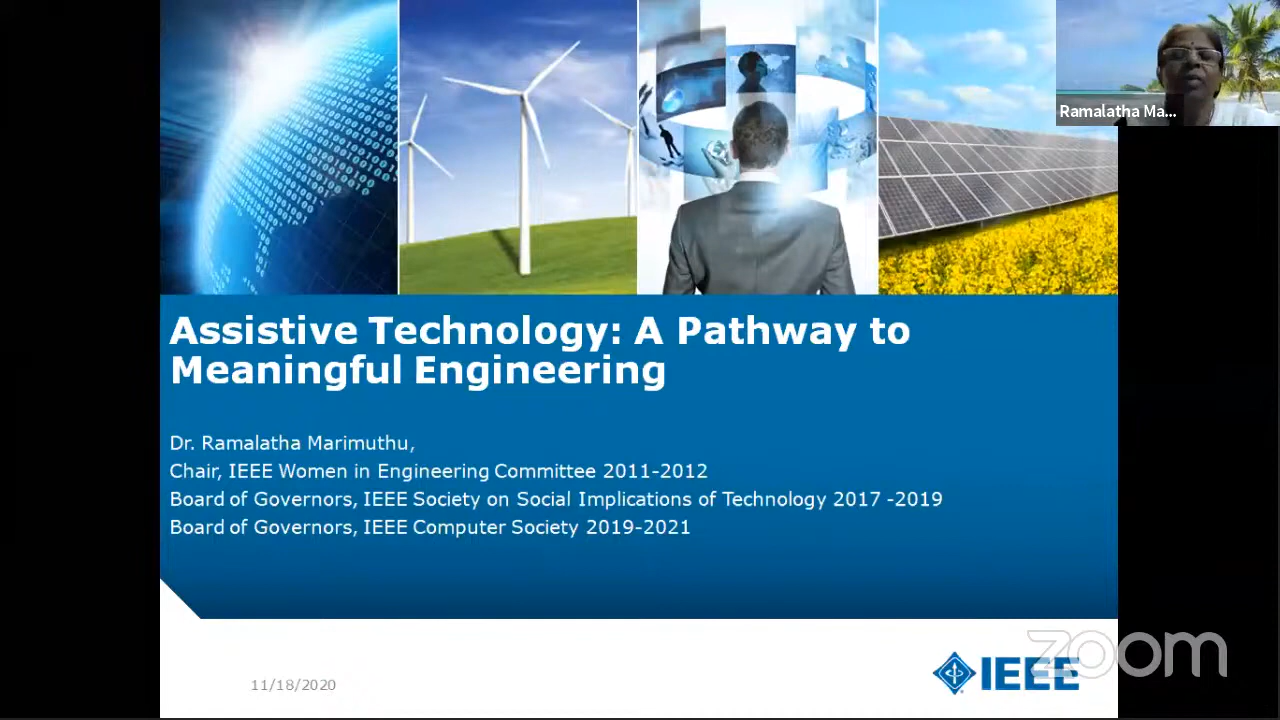 Ramalatha Ma...
Assistive Technology: A Pathway to
Meaningful Engineering
Dr. Ramalatha Marimuthu,
Chair, IEEE Women in Engineering Committee 2011-2012
Board of Governors, IEEE Society on Social Implications of Technology 2017 -2019
Board of Governors, IEEE Computer Society 2019-2021
11/18/2020
IEEE
zoom